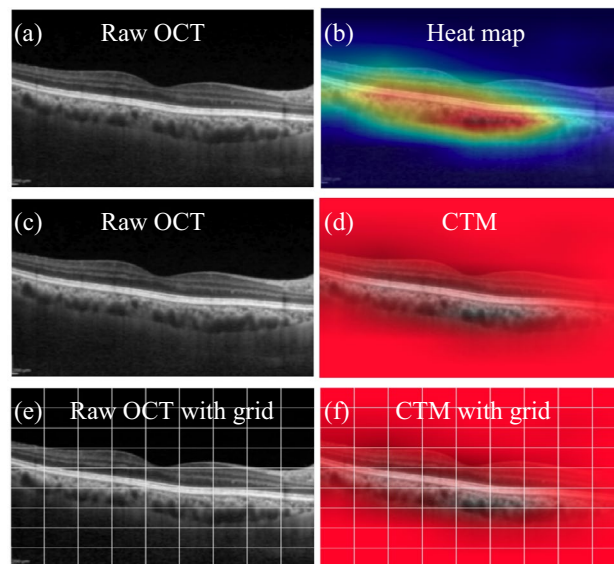 (a) Raw OCT
(b) Heat map
(c) Raw OCT
(d) CTM
(e) Raw OCT with grid
(f) CTM with grid